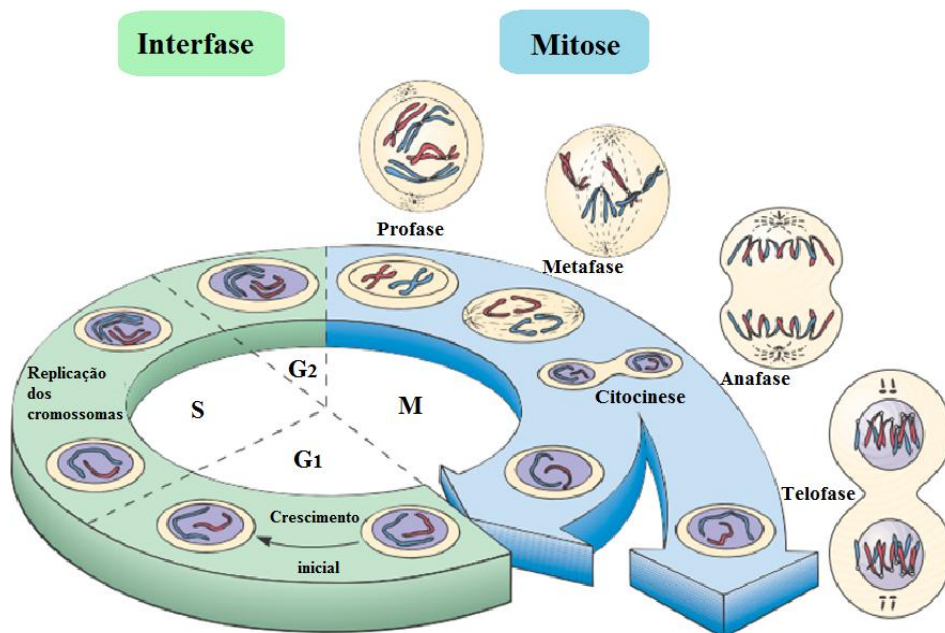 Interfase
Mitose
Profase
Metafase
Anafase
Citocinese
Telofase
Replicação
dos
cromossomas
S
G2
M
G1
Crescimento
inicial